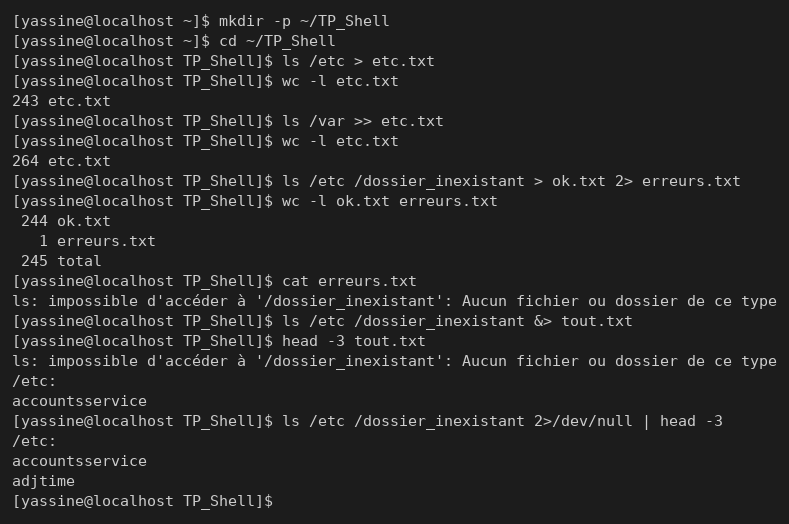 [yassine@localhost ~]$ mkdir -p ~/TP_Shell
[yassine@localhost ~]$ cd ~/TP_Shell
[yassine@localhost TP_Shell]$ ls /etc > etc.txt
[yassine@localhost TP_Shell]$ wc -l etc.txt
243 etc.txt
[yassine@localhost TP_Shell]$ ls /var >> etc.txt
[yassine@localhost TP_Shell]$ wc -l etc.txt
264 etc.txt
[yassine@localhost TP_Shell]$ ls /etc /dossier_inexistant > ok.txt 2> erreurs.txt
[yassine@localhost TP_Shell]$ wc -l ok.txt erreurs.txt
 244 ok.txt
   1 erreurs.txt
 245 total
[yassine@localhost TP_Shell]$ cat erreurs.txt
ls: impossible d'accéder à '/dossier_inexistant': Aucun fichier ou dossier de ce type
[yassine@localhost TP_Shell]$ ls /etc /dossier_inexistant &> tout.txt
[yassine@localhost TP_Shell]$ head -3 tout.txt
ls: impossible d'accéder à '/dossier_inexistant': Aucun fichier ou dossier de ce type
/etc:
accountsservice
[yassine@localhost TP_Shell]$ ls /etc /dossier_inexistant 2>/dev/null | head -3
/etc:
accountsservice
adjtime
[yassine@localhost TP_Shell]$